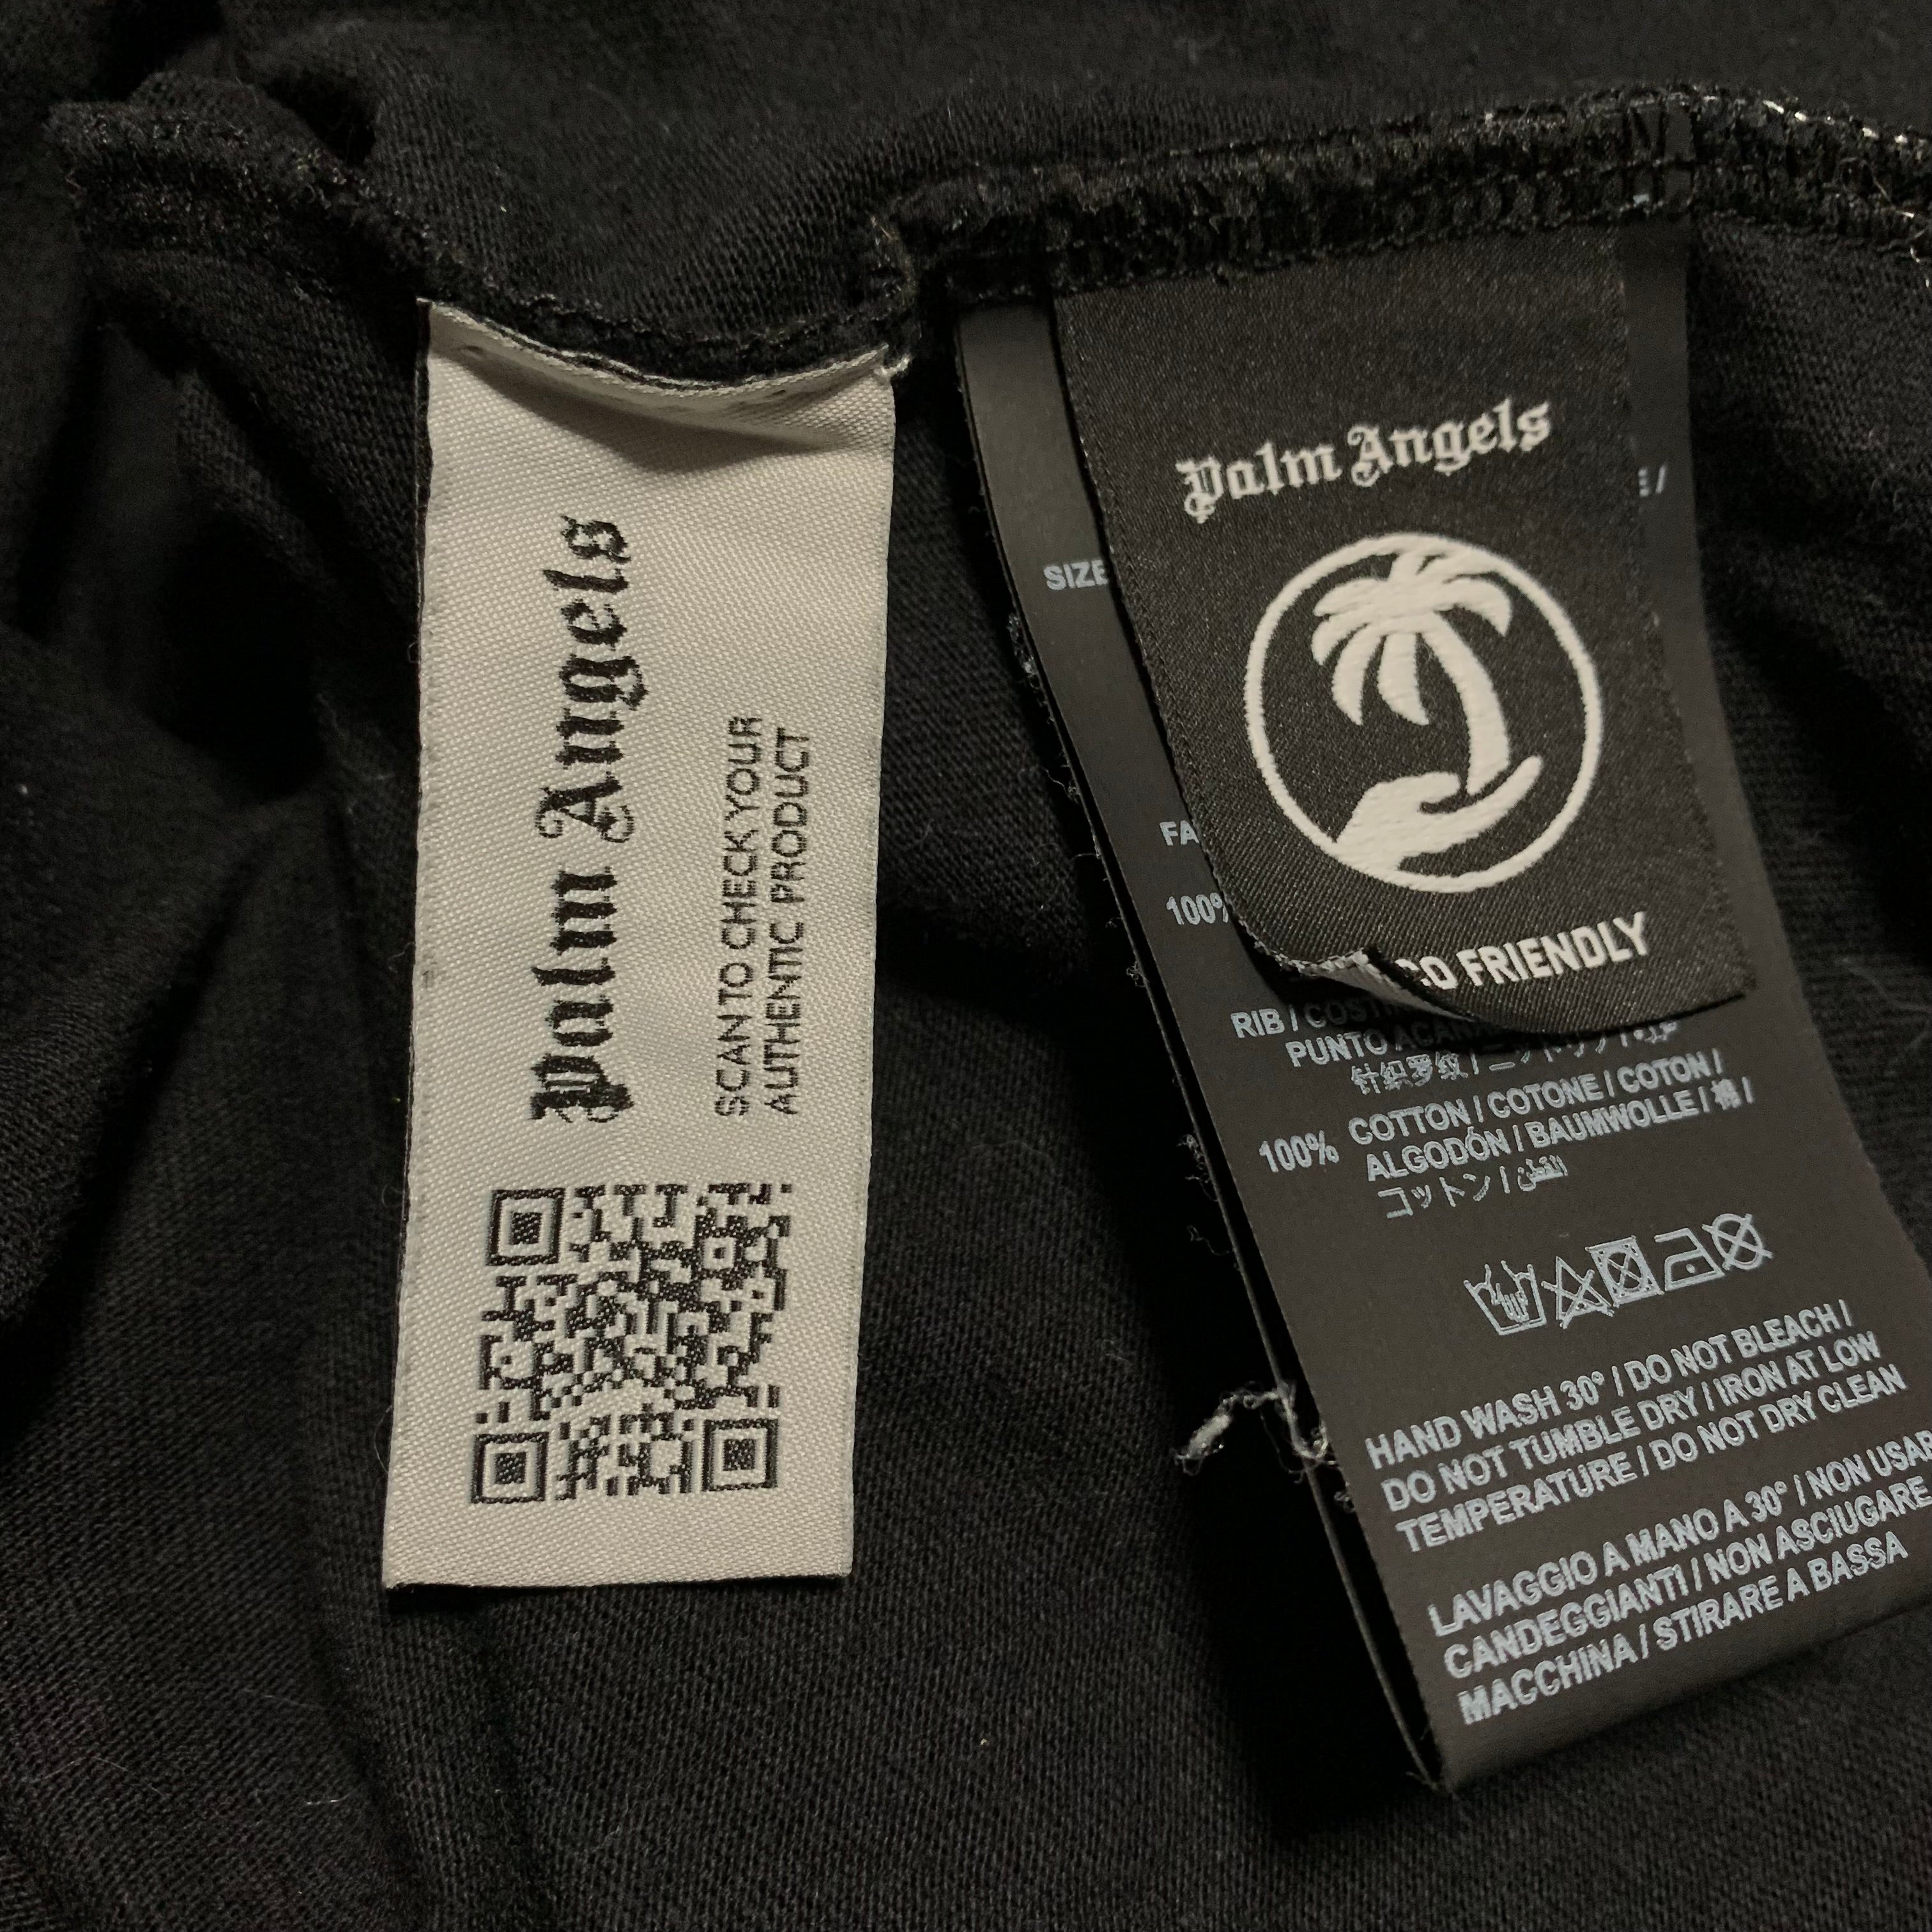 Palm Angels
SCAN TO CHECK YOUR
AUTHENTIC PRODUCT
Palm Angels
CO FRIENDLY
SIZE
E /
FA
100%
RIB / COSTI
PUNTO ACAN
针织罗纹 /
100% COTTON / COTONE / COTON /
ALGODÓN / BAUMWOLLE / 棉 /
コットン / القطن
HAND WASH 30° / DO NOT BLEACH /
DO NOT TUMBLE DRY / IRON AT LOW
TEMPERATURE / DO NOT DRY CLEAN
LAVAGGIO A MANO A 30° / NON USAR
CANDEGGIANTI / NON ASCIUGARE
MACCHINA / STIRARE A BASSA